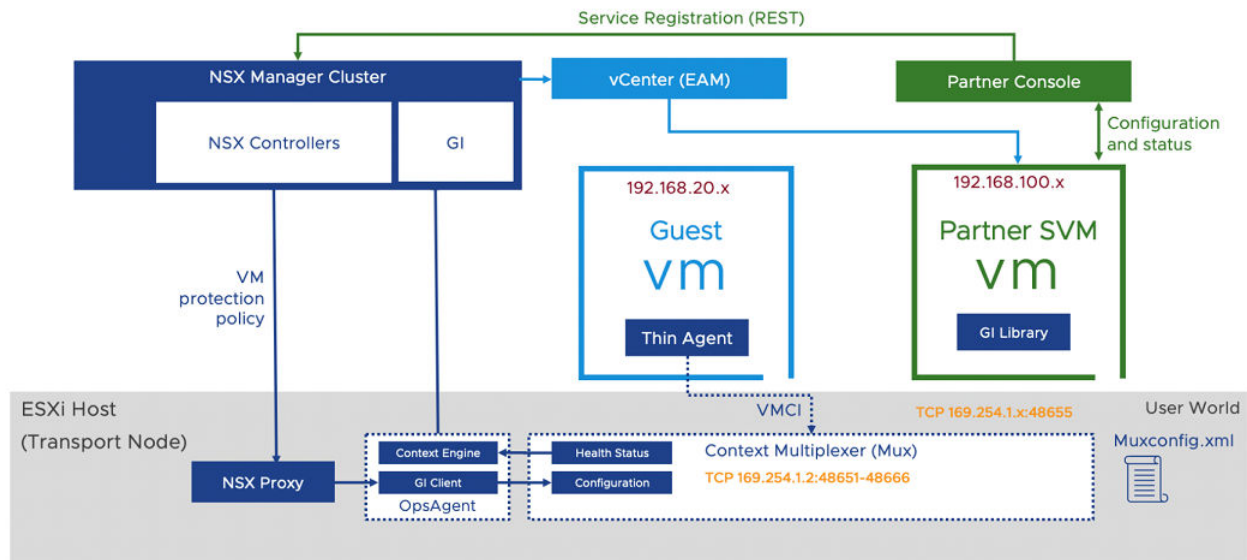 Service Registration (REST)
NSX Manager Cluster
vCenter (EAM)
Partner Console
NSX Controllers
GI
Configuration
and status
192.168.20.x
192.168.100.x
Guest
vm
Partner SVM
vm
VM
protection
policy
Thin Agent
GI Library
ESXi Host
(Transport Node)
VMCI
TCP 169.254.1.x:48655
User World
Muxconfig.xml
Context Engine
Health Status
Context Multiplexer (Mux)
NSX Proxy
GI Client
Configuration
TCP 169.254.1.2:48651-48666
OpsAgent